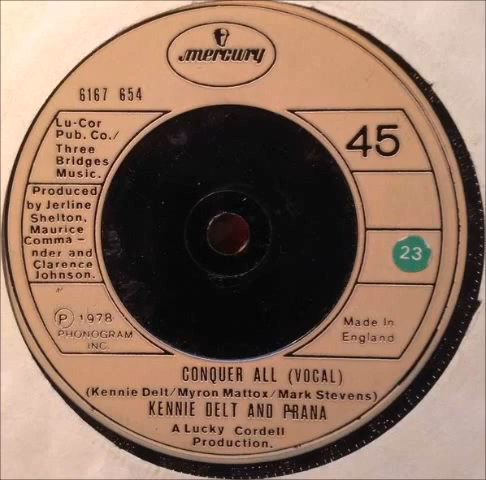 mercury
6167 654
Lu-Cor
Pub. Co./
Three
Bridges
Music.
45
Produced
by Jerline
Shelton,
Maurice
Comma-
nder and
Clarence
Johnson.
23
℗ 1978
PHONOGRAM
INC.
Made In
England
CONQUER ALL (VOCAL)
(Kennie Delt/Myron Mattox/Mark Stevens)
KENNIE DELT AND PRANA
A Lucky Cordell
Production.